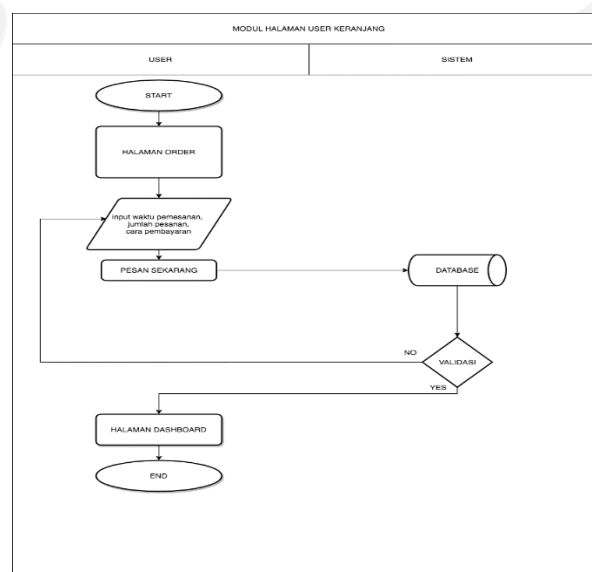 MODUL HALAMAN USER KERANJANG
USER
SISTEM
START
HALAMAN ORDER
input waktu pemesanan,
jumlah pesanan,
cara pembayaran
PESAN SEKARANG
DATABASE
NO
VALIDASI
YES
HALAMAN DASHBOARD
END